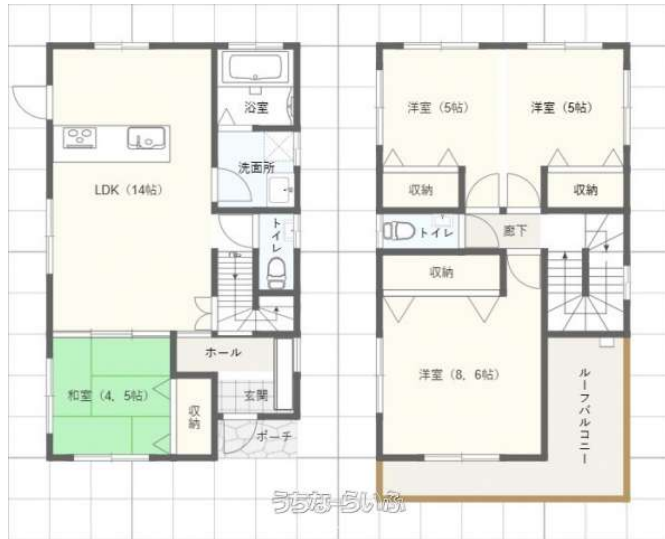 浴室
洗面所
LDK（14帖）
トイレ
ホール
和室（4，5帖）
収納
玄関
ポーチ
洋室（5帖）
洋室（5帖）
収納
収納
トイレ
廊下
収納
洋室（8，6帖）
ルーフバルコニー
うちなーらいふ